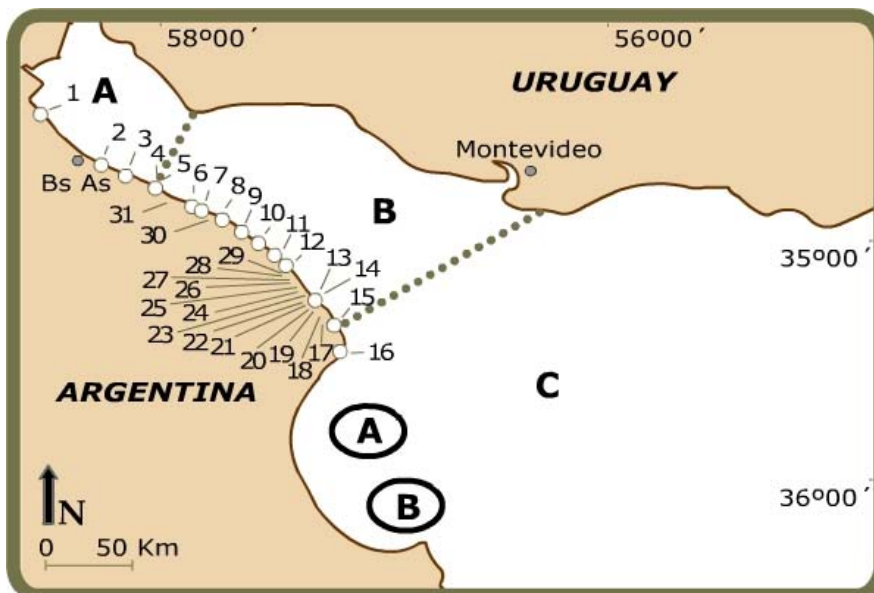 58º00´
56º00´
URUGUAY
A
1
Montevideo
2
3
4
5
6
7
8
9
10
11
12
13
14
15
16
Bs As
B
31
30
29
28
27
26
25
24
23
22
21
20
19
18
17
35º00´
ARGENTINA
C
A
B
36º00´
N
0 50 Km